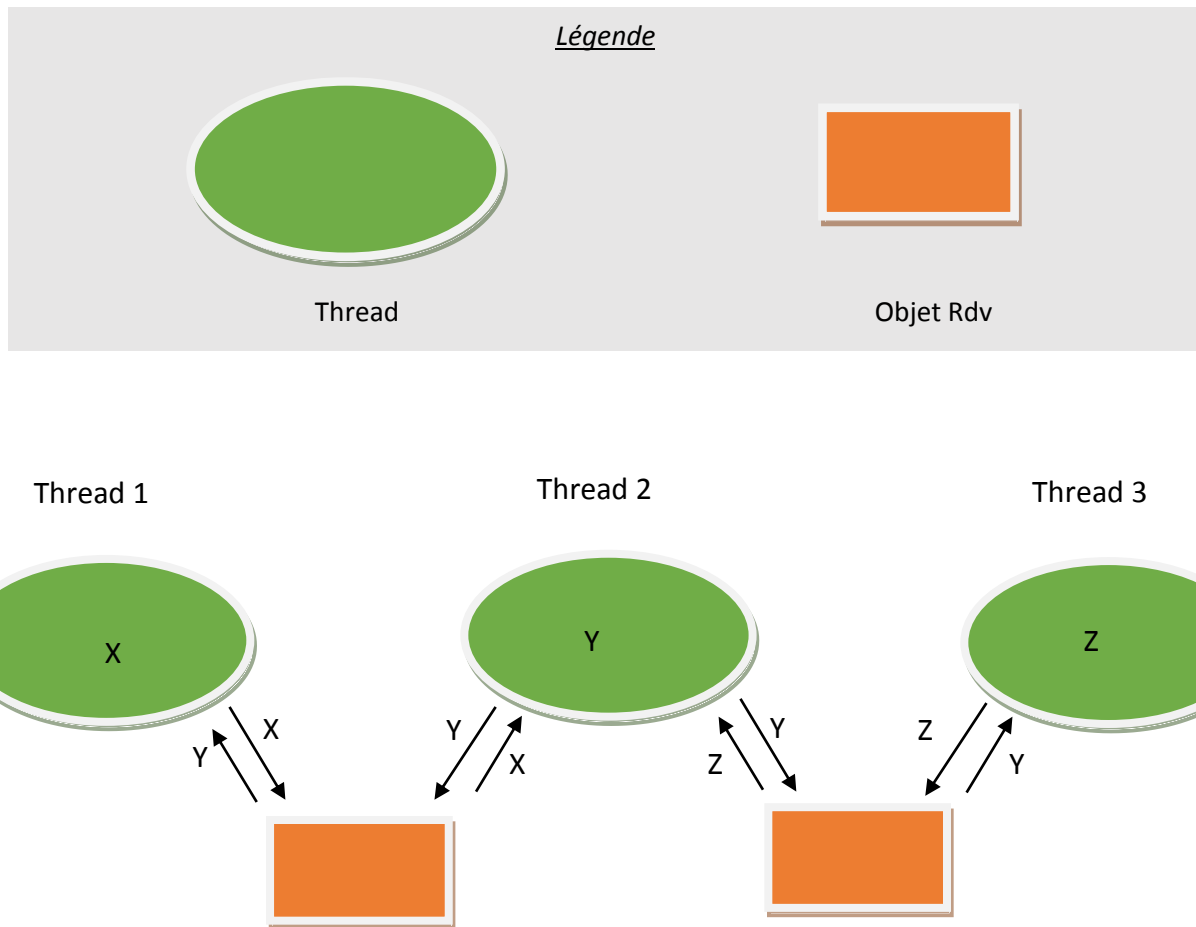 Légende
Thread
Objet Rdv
Thread 1
Thread 2
Thread 3
X
Y
Z
Y
X
Y
X
Z
Y
Z
Y